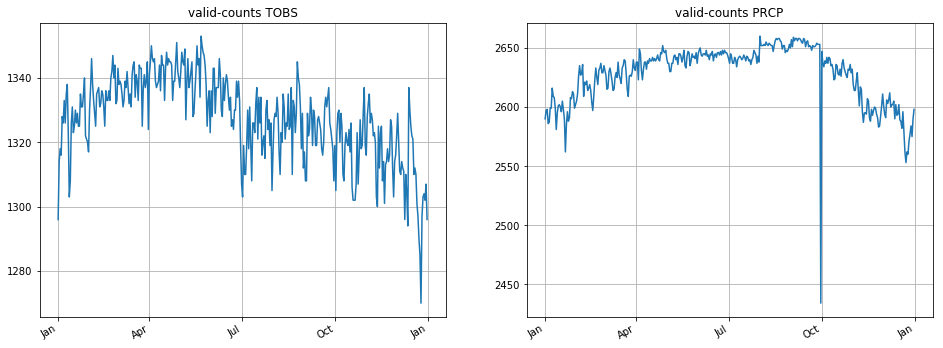 valid-counts TOBS
1340
1320
1300
1280
Jan
Apr
Jul
Oct
Jan
valid-counts PRCP
2650
2600
2550
2500
2450
Jan
Apr
Jul
Oct
Jan